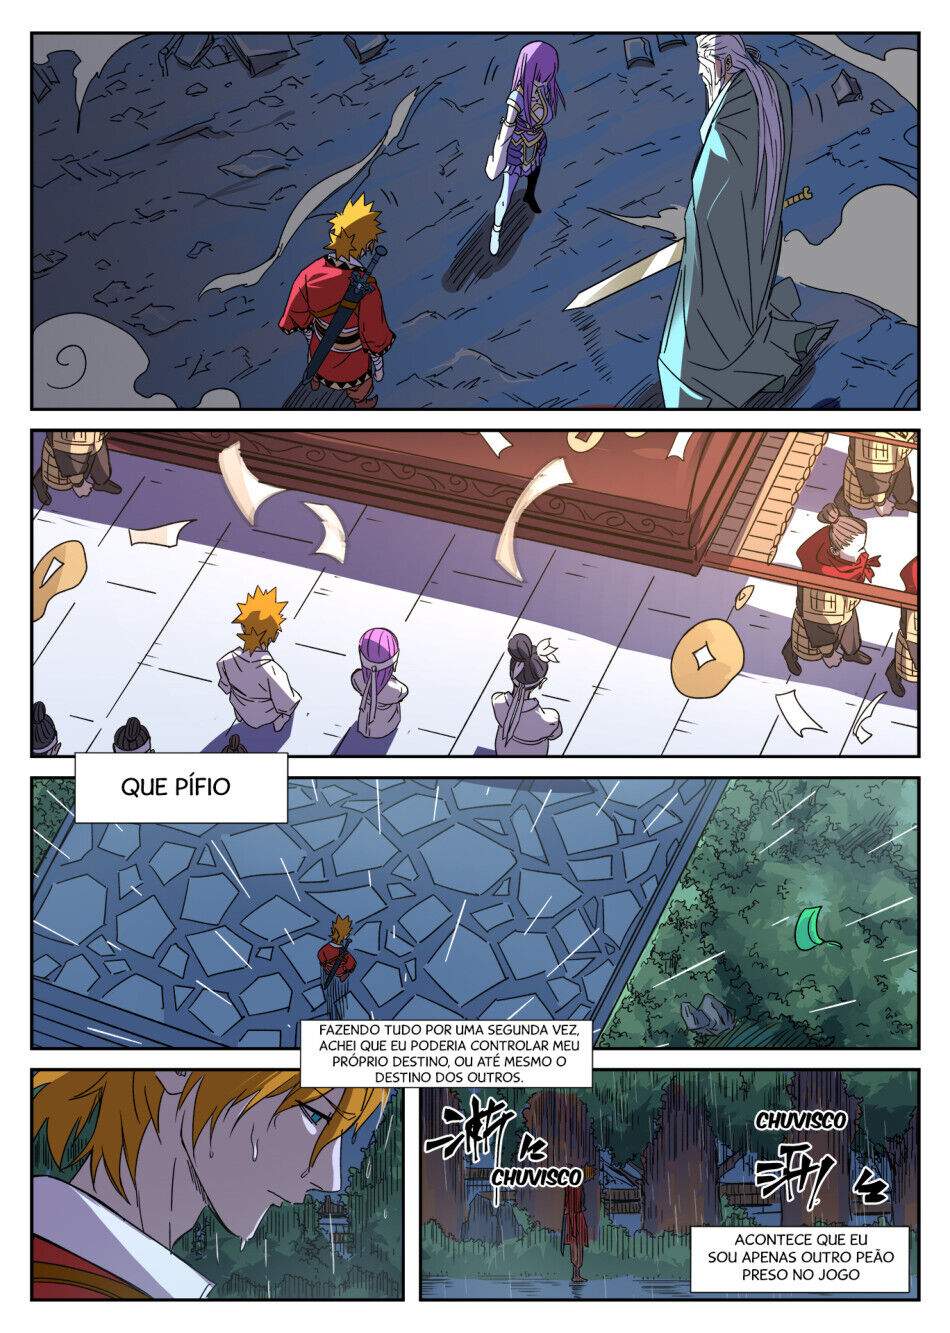 QUE PÍFIO
FAZENDO TUDO POR UMA SEGUNDA VEZ,
ACHEI QUE EU PODERIA CONTROLAR MEU
PRÓPRIO DESTINO, OU ATÉ MESMO O
DESTINO DOS OUTROS.
CHUVISCO
CHUVISCO
ACONTECE QUE EU
SOU APENAS OUTRO PEÃO
PRESO NO JOGO